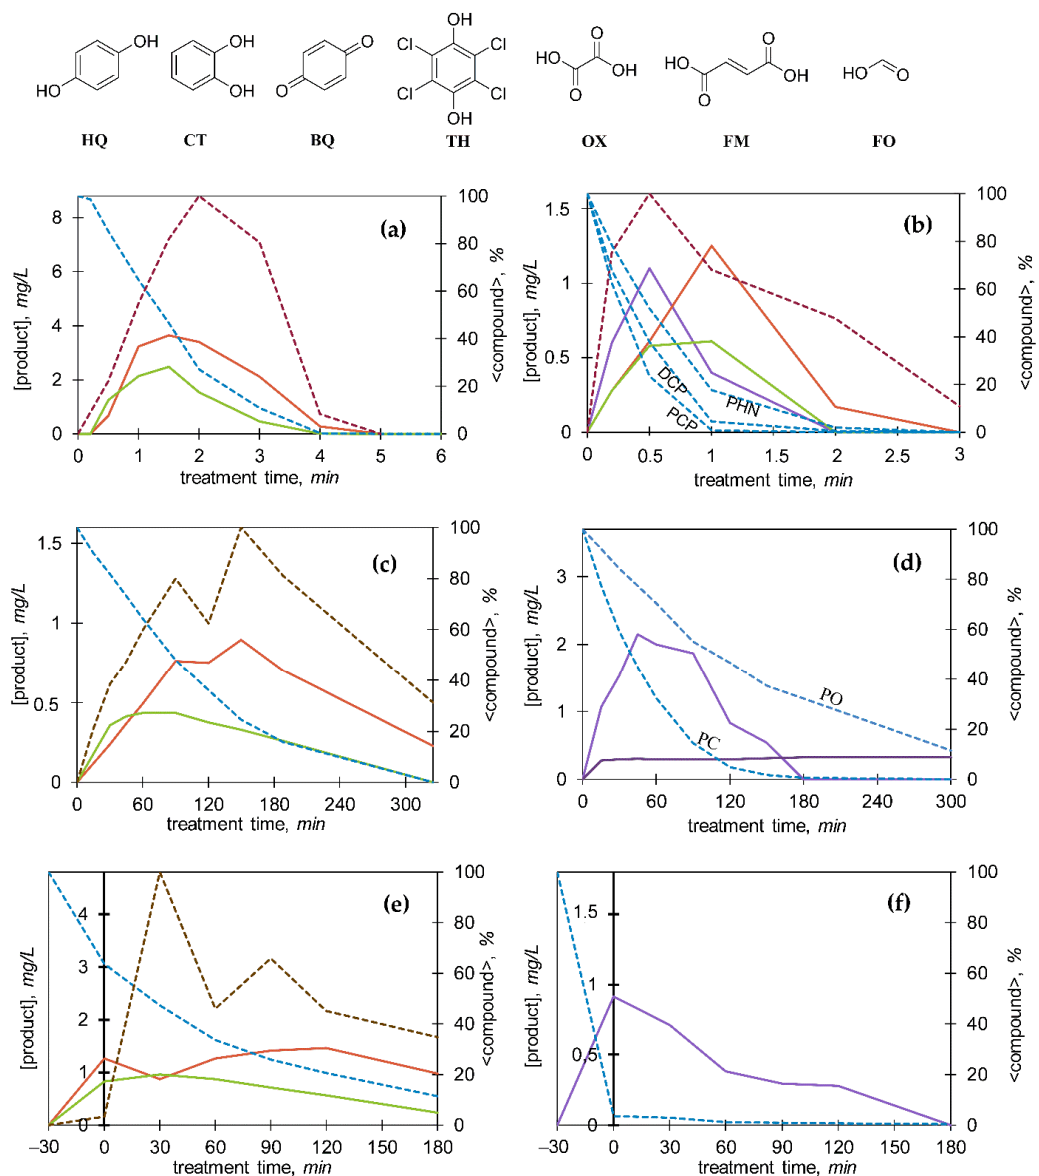 OH
HO
OH
OH
O
O
OH
Cl
Cl
Cl
Cl
OH
O
HO
OH
O
O
HO
OH
O
HO
O
HQ
CT
BQ
TH
OX
FM
FO
(a)
[product], mg/L
8
6
4
2
0
100
80
60
40
20
0
<compound>, %
0 1 2 3 4 5 6
treatment time, min
(b)
[product], mg/L
1.5
1
0.5
0
100
80
60
40
20
0
<compound>, %
DCP
PCP
PHN
0 0.5 1 2 3
treatment time, min
(c)
[product], mg/L
1.5
1
0.5
0
100
80
60
40
20
0
<compound>, %
0 60 120 180 240 300
treatment time, min
(d)
[product], mg/L
3
2
1
0
100
80
60
40
20
0
<compound>, %
PO
PC
0 60 120 180 240 300
treatment time, min
(e)
[product], mg/L
4
3
2
1
0
100
80
60
40
20
0
<compound>, %
–30 0 30 60 90 120 180
treatment time, min
(f)
[product], mg/L
1.5
1
0.5
0
100
80
60
40
20
0
<compound>, %
–30 0 30 60 90 120 180
treatment time, min